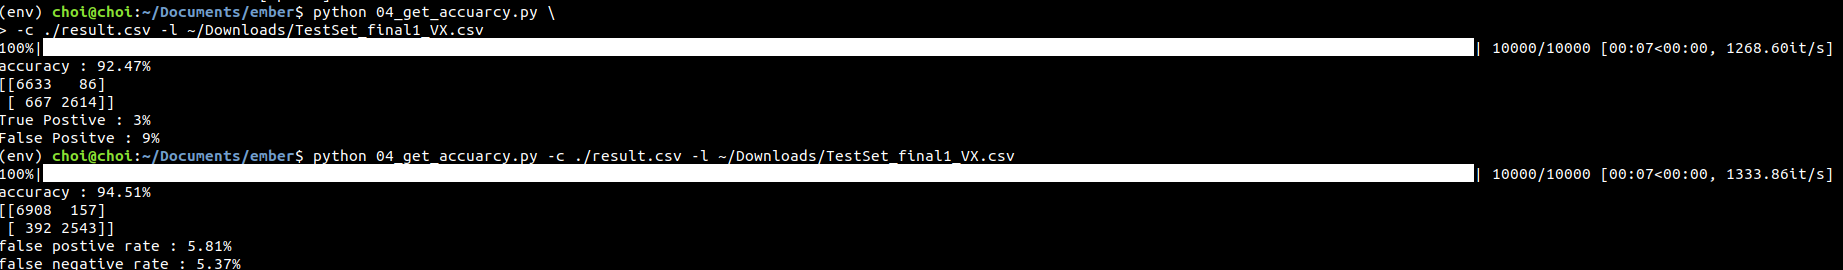 (env) choi@choi:~/Documents/ember$ python 04_get_accuarcy.py \
> -c ./result.csv -l ~/Downloads/TestSet_final1_VX.csv
100%| | 10000/10000 [00:07<00:00, 1268.60it/s]
accuracy : 92.47%
[[6633   86]
 [ 667 2614]]
True Postive : 3%
False Positve : 9%
(env) choi@choi:~/Documents/ember$ python 04_get_accuarcy.py -c ./result.csv -l ~/Downloads/TestSet_final1_VX.csv
100%| | 10000/10000 [00:07<00:00, 1333.86it/s]
accuracy : 94.51%
[[6908  157]
 [ 392 2543]]
false postive rate : 5.81%
false negative rate : 5.37%